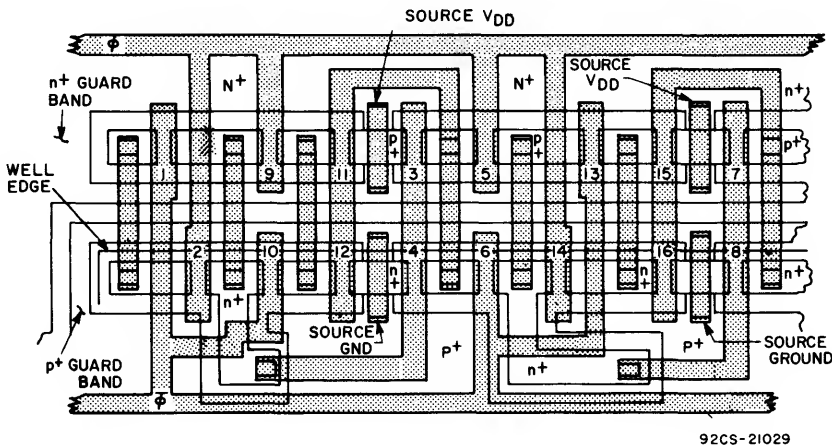 SOURCE VDD
ϕ
N+
N+
SOURCE
VDD
n+ GUARD
BAND
n+
p+
p+
p+
WELL
EDGE
1 9 11 3 5 13 15 7
2 10 12 4 6 14 16 8
n+
n+
n+
n+
n+
SOURCE
GND
p+
n+
p+
SOURCE
GROUND
p+ GUARD
BAND
ϕ
92CS-21029